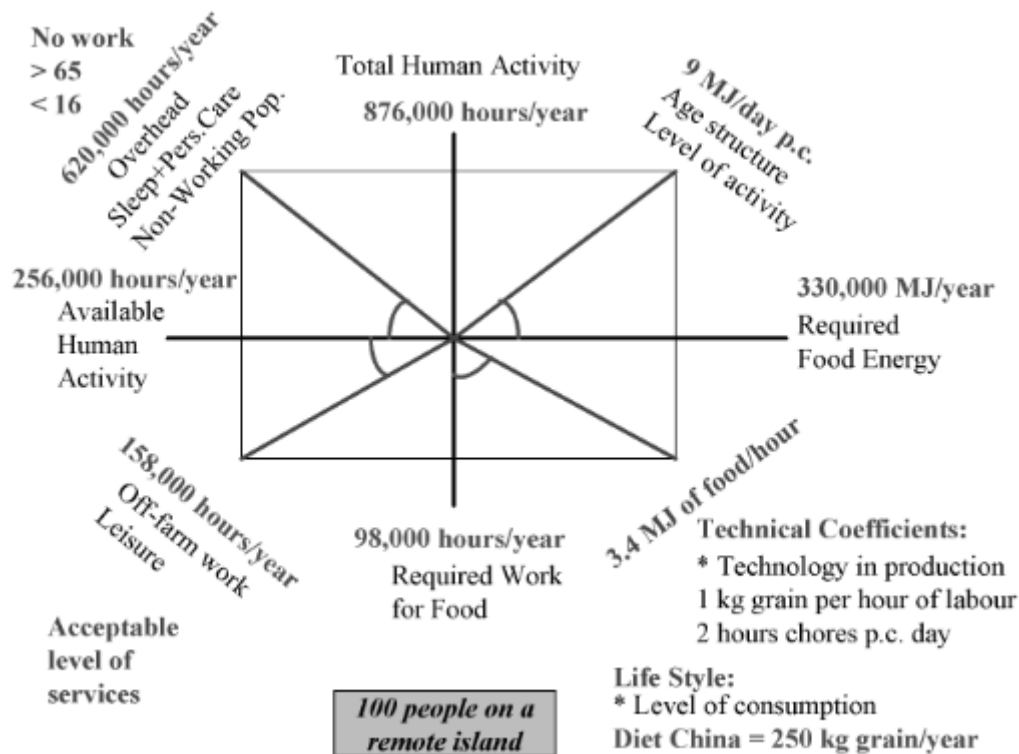 No work
> 65
< 16
620,000 hours/year
Overhead
Sleep+Pers.Care
Non-Working Pop.
Total Human Activity
876,000 hours/year
9 MJ/day p.c.
Age structure
Level of activity
256,000 hours/year
Available
Human
Activity
330,000 MJ/year
Required
Food Energy
158,000 hours/year
Off-farm work
Leisure
98,000 hours/year
Required Work
for Food
3.4 MJ of food/hour
Technical Coefficients:
* Technology in production
1 kg grain per hour of labour
2 hours chores p.c. day
Acceptable
level of
services
100 people on a
remote island
Life Style:
* Level of consumption
Diet China = 250 kg grain/year